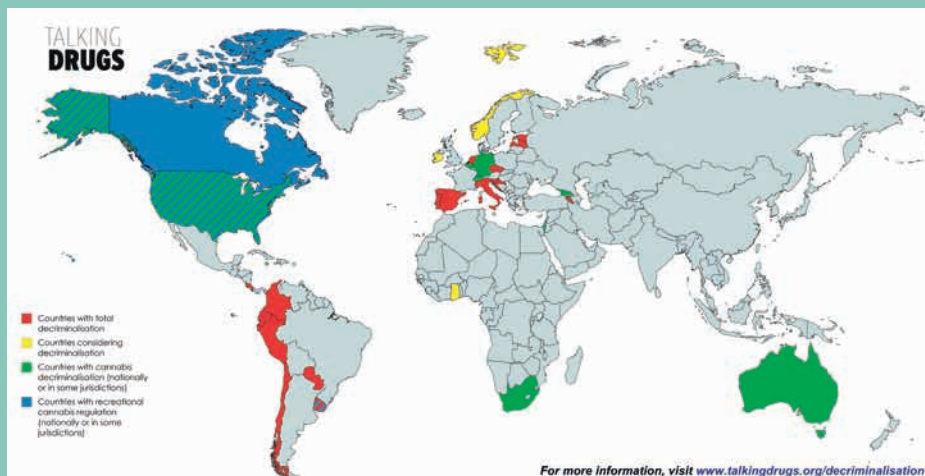 TALKING
DRUGS
Countries with total
decriminalisation
Countries considering
decriminalisation
Countries with cannabis
decriminalisation (nationally
or in some jurisdictions)
Countries with recreational
cannabis regulation
(nationally or in some
jurisdictions)
For more information, visit www.talkingdrugs.org/decriminalisation